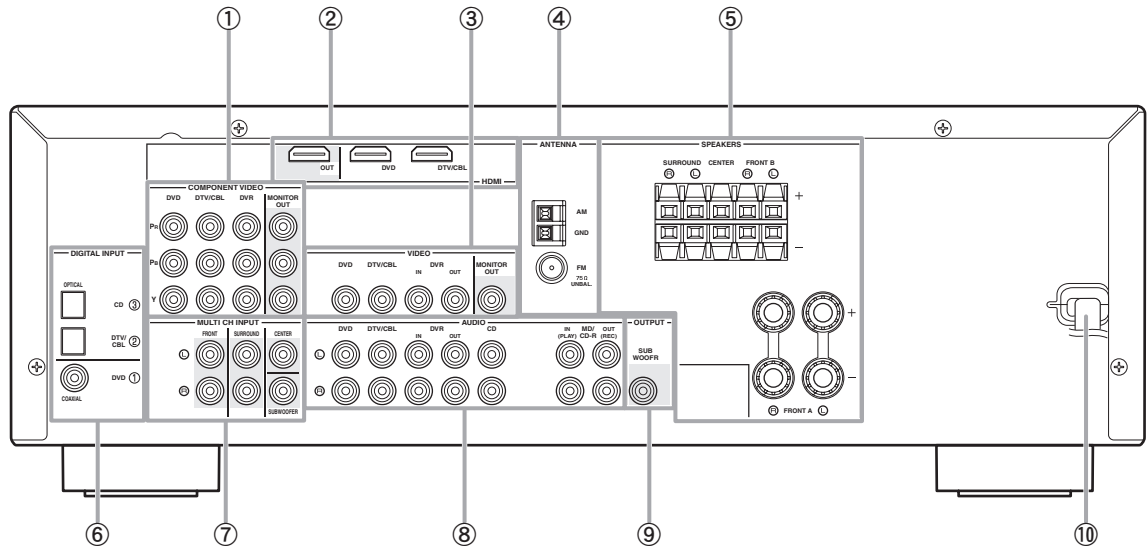 ① ② ③ ④ ⑤
ANTENNA
SPEAKERS
SURROUND CENTER FRONT B
R L R L
OUT DVD DTV/CBL
HDMI
COMPONENT VIDEO
DVD DTV/CBL DVR MONITOR OUT
PR
PB
Y
AM
GND
FM
75Ω
UNBAL.
+
–
DIGITAL INPUT
OPTICAL
CD ③
DTV/
CBL ②
DVD ①
COAXIAL
VIDEO
DVD DTV/CBL DVR MONITOR
IN OUT OUT
MULTI CH INPUT
FRONT SURROUND CENTER
L
R
SUBWOOFER
AUDIO
DVD DTV/CBL DVR CD IN MD/ OUT
IN OUT (PLAY) CD-R (REC)
L
R
OUTPUT
SUB
WOOFR
+
–
R FRONT A L
⑥ ⑦ ⑧ ⑨ ⑩